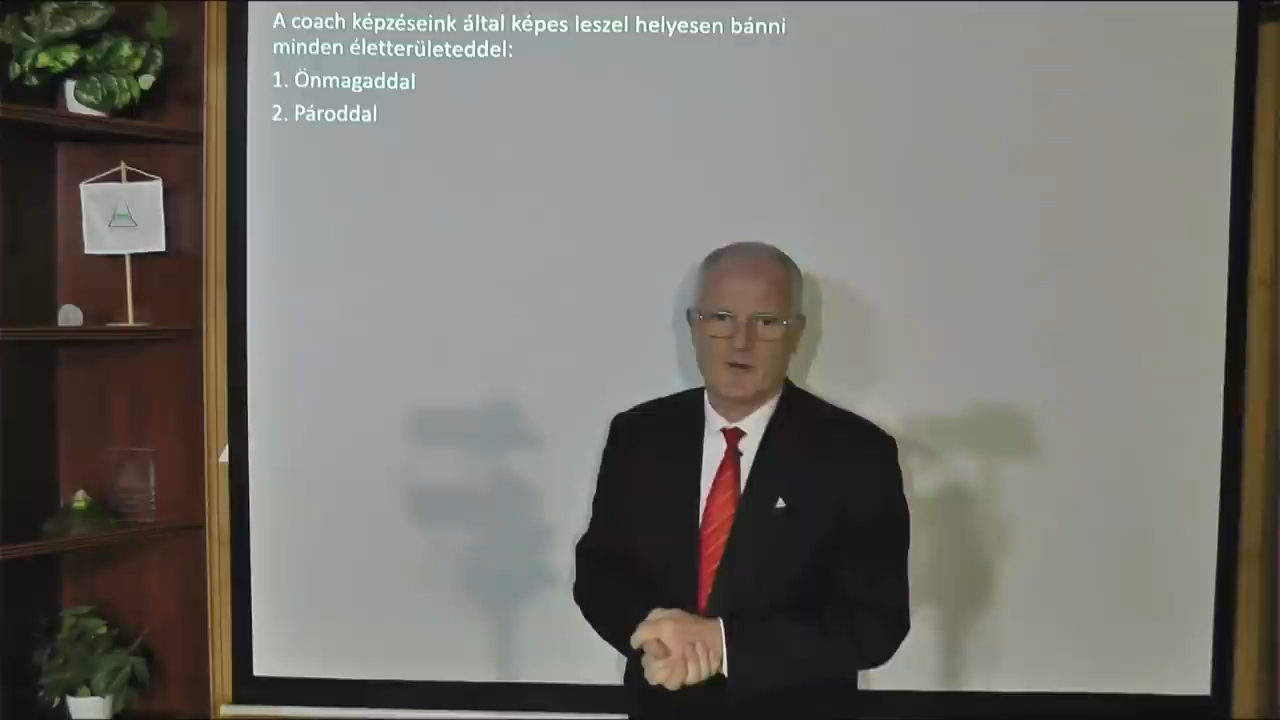 A coach képzéseink által képes leszel helyesen bánni
minden életterületeddel:
1. Önmagaddal
2. Pároddal